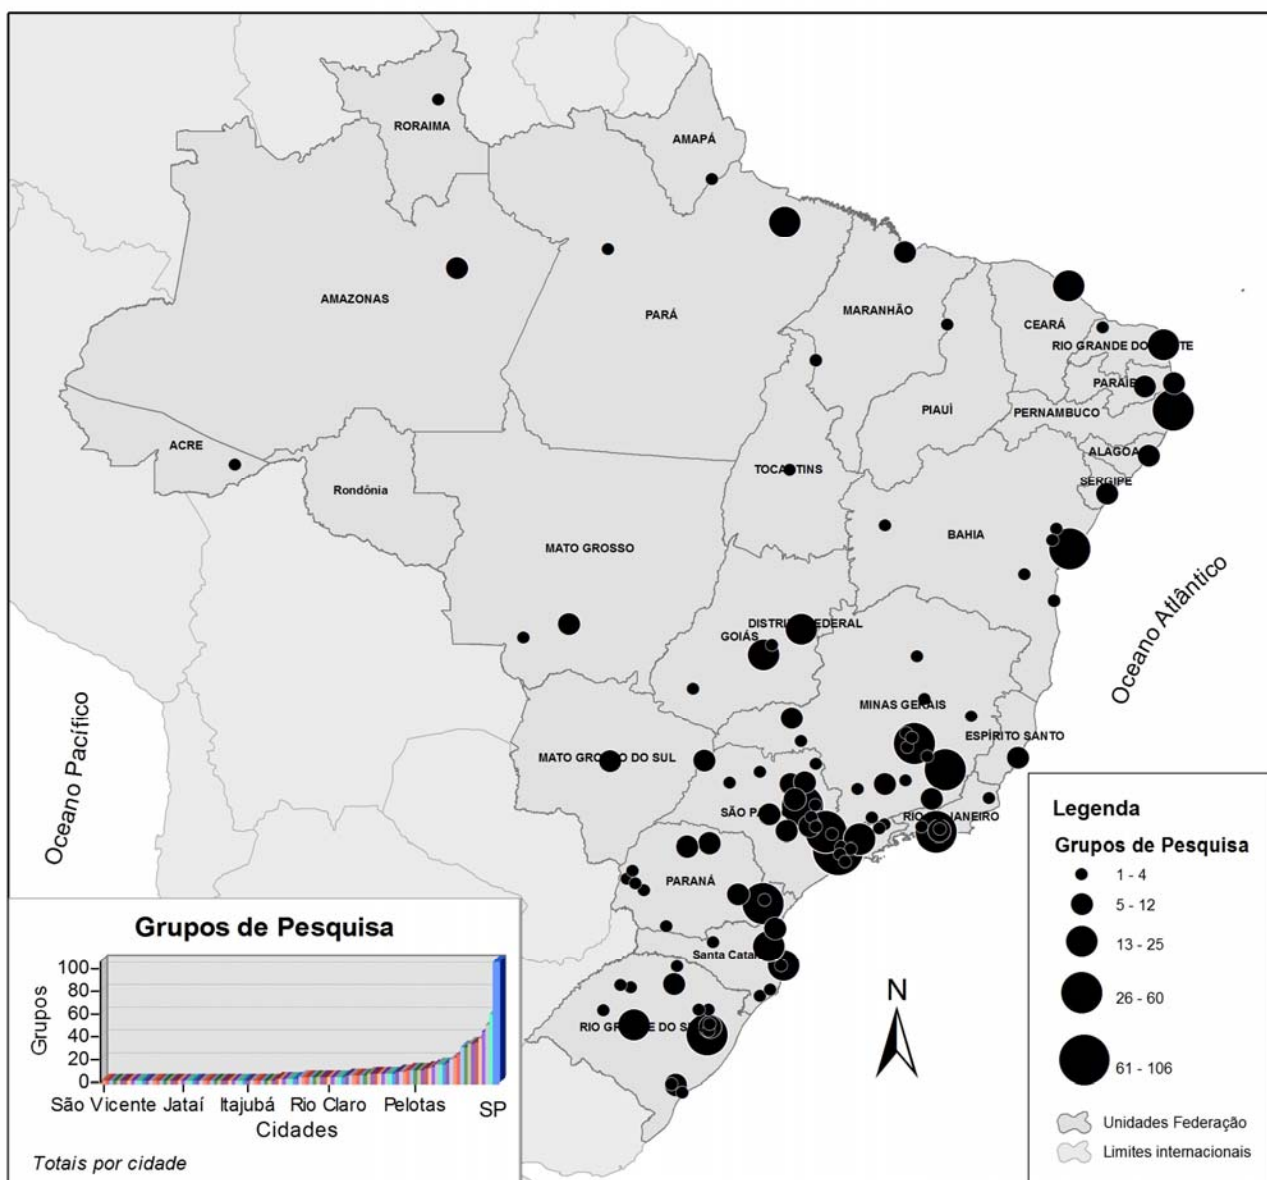 RORAIMA
AMAPÁ
AMAZONAS
PARÁ
MARANHÃO
CEARÁ
RIO GRANDE DO TE
PARAÍB
PIAUÌ
PERNAMBUCO
ACRE
ALAGOA
TOCANTINS
SERGIPE
Rondônia
BAHIA
MATO GROSSO
DISTRI FEDERAL
GOIÁS
Oceano Atlântico
MINAS GERAIS
ESPÍRITO SANTO
MATO GRO O DO SUL
SÃO PA
RIO JANEIRO
Oceano Pacífico
PARANÁ
Santa Catar
RIO GR E DO S
N
Legenda
Grupos de Pesquisa
1 - 4
5 - 12
13 - 25
26 - 60
61 - 106
Unidades Federação
Limites internacionais
Grupos de Pesquisa
Grupos
100
80
60
40
20
0
São Vicente Jataí Itajubá Rio Claro Pelotas SP
Cidades
Totais por cidade